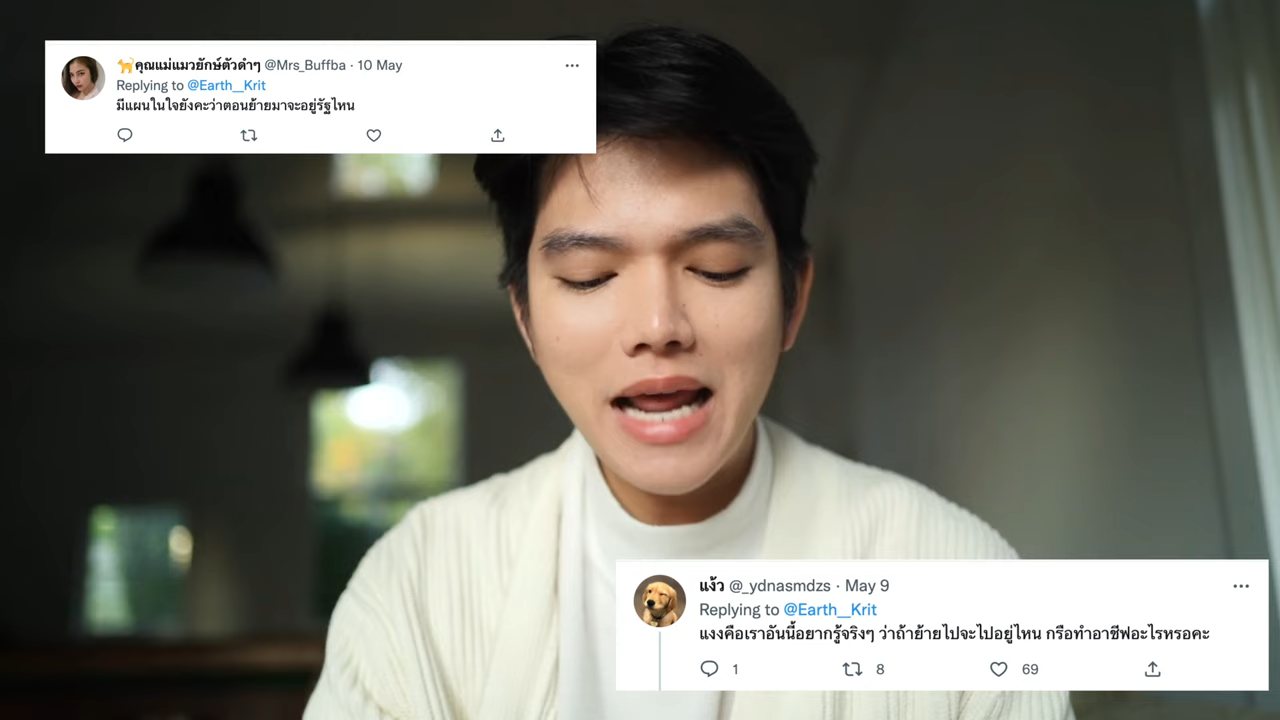 🐈คุณแม่แมวยักษ์ตัวดำๆ @Mrs_Buffba · 10 May
Replying to @Earth__Krit
มีแผนในใจยังคะว่าตอนย้ายมาจะอยู่รัฐไหน
แง้ว @_ydnasmdzs · May 9
Replying to @Earth__Krit
แงงคือเราอันนี้อยากรู้จริงๆ ว่าถ้าย้ายไปจะไปอยู่ไหน กรือทำอาชีฟอะไรหรอคะ
1 8 69